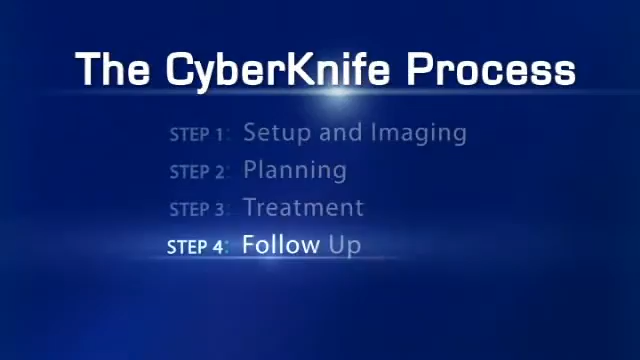 The CyberKnife Process
STEP 1: Setup and Imaging
STEP 2: Planning
STEP 3: Treatment
STEP 4: Follow Up